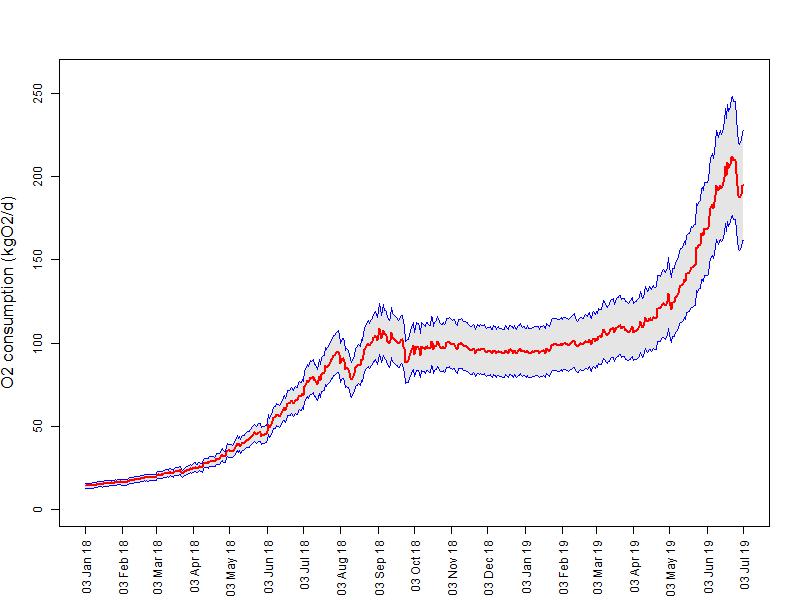 O2 consumption (kgO2/d)
250
200
150
100
50
0
03 Jan 18
03 Feb 18
03 Mar 18
03 Apr 18
03 May 18
03 Jun 18
03 Jul 18
03 Aug 18
03 Sep 18
03 Oct 18
03 Nov 18
03 Dec 18
03 Jan 19
03 Feb 19
03 Mar 19
03 Apr 19
03 May 19
03 Jun 19
03 Jul 19